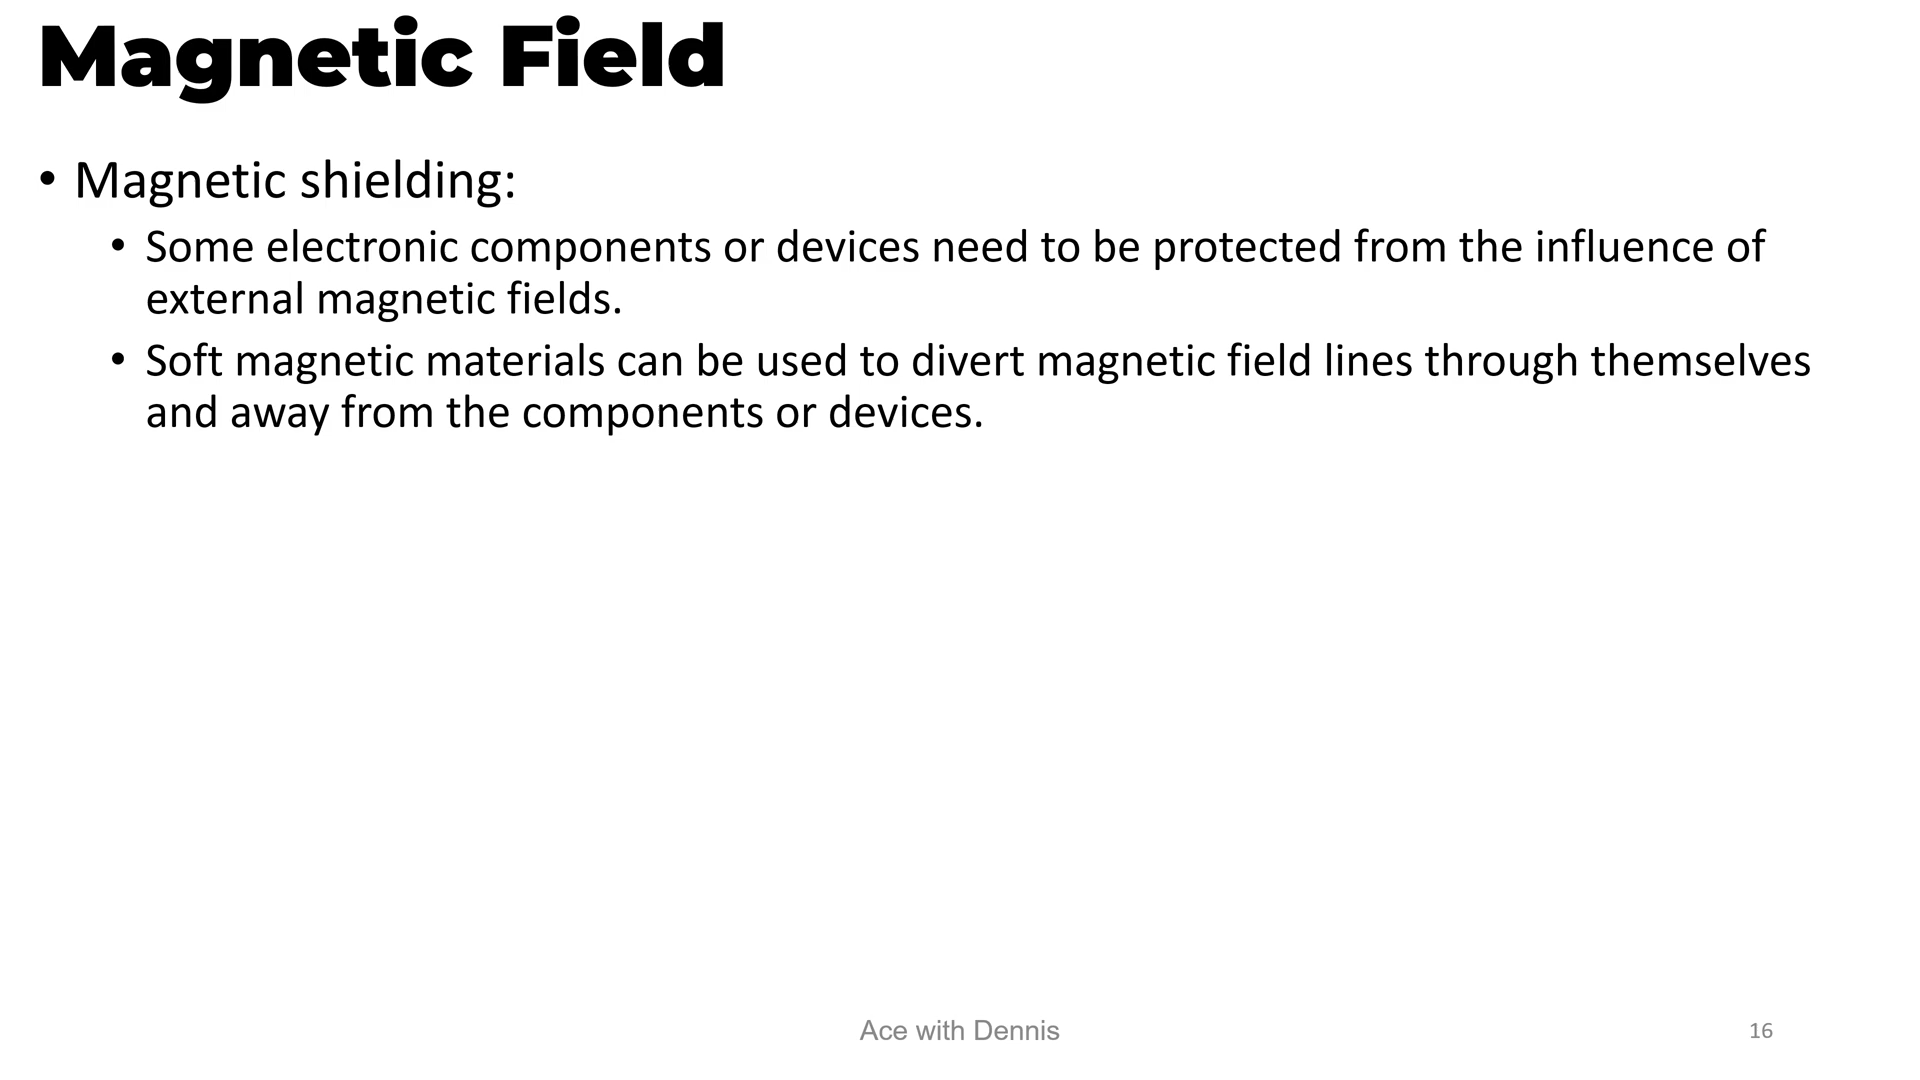 Magnetic Field
• Magnetic shielding:
• Some electronic components or devices need to be protected from the influence of
external magnetic fields.
• Soft magnetic materials can be used to divert magnetic field lines through themselves
and away from the components or devices.
Ace with Dennis
16